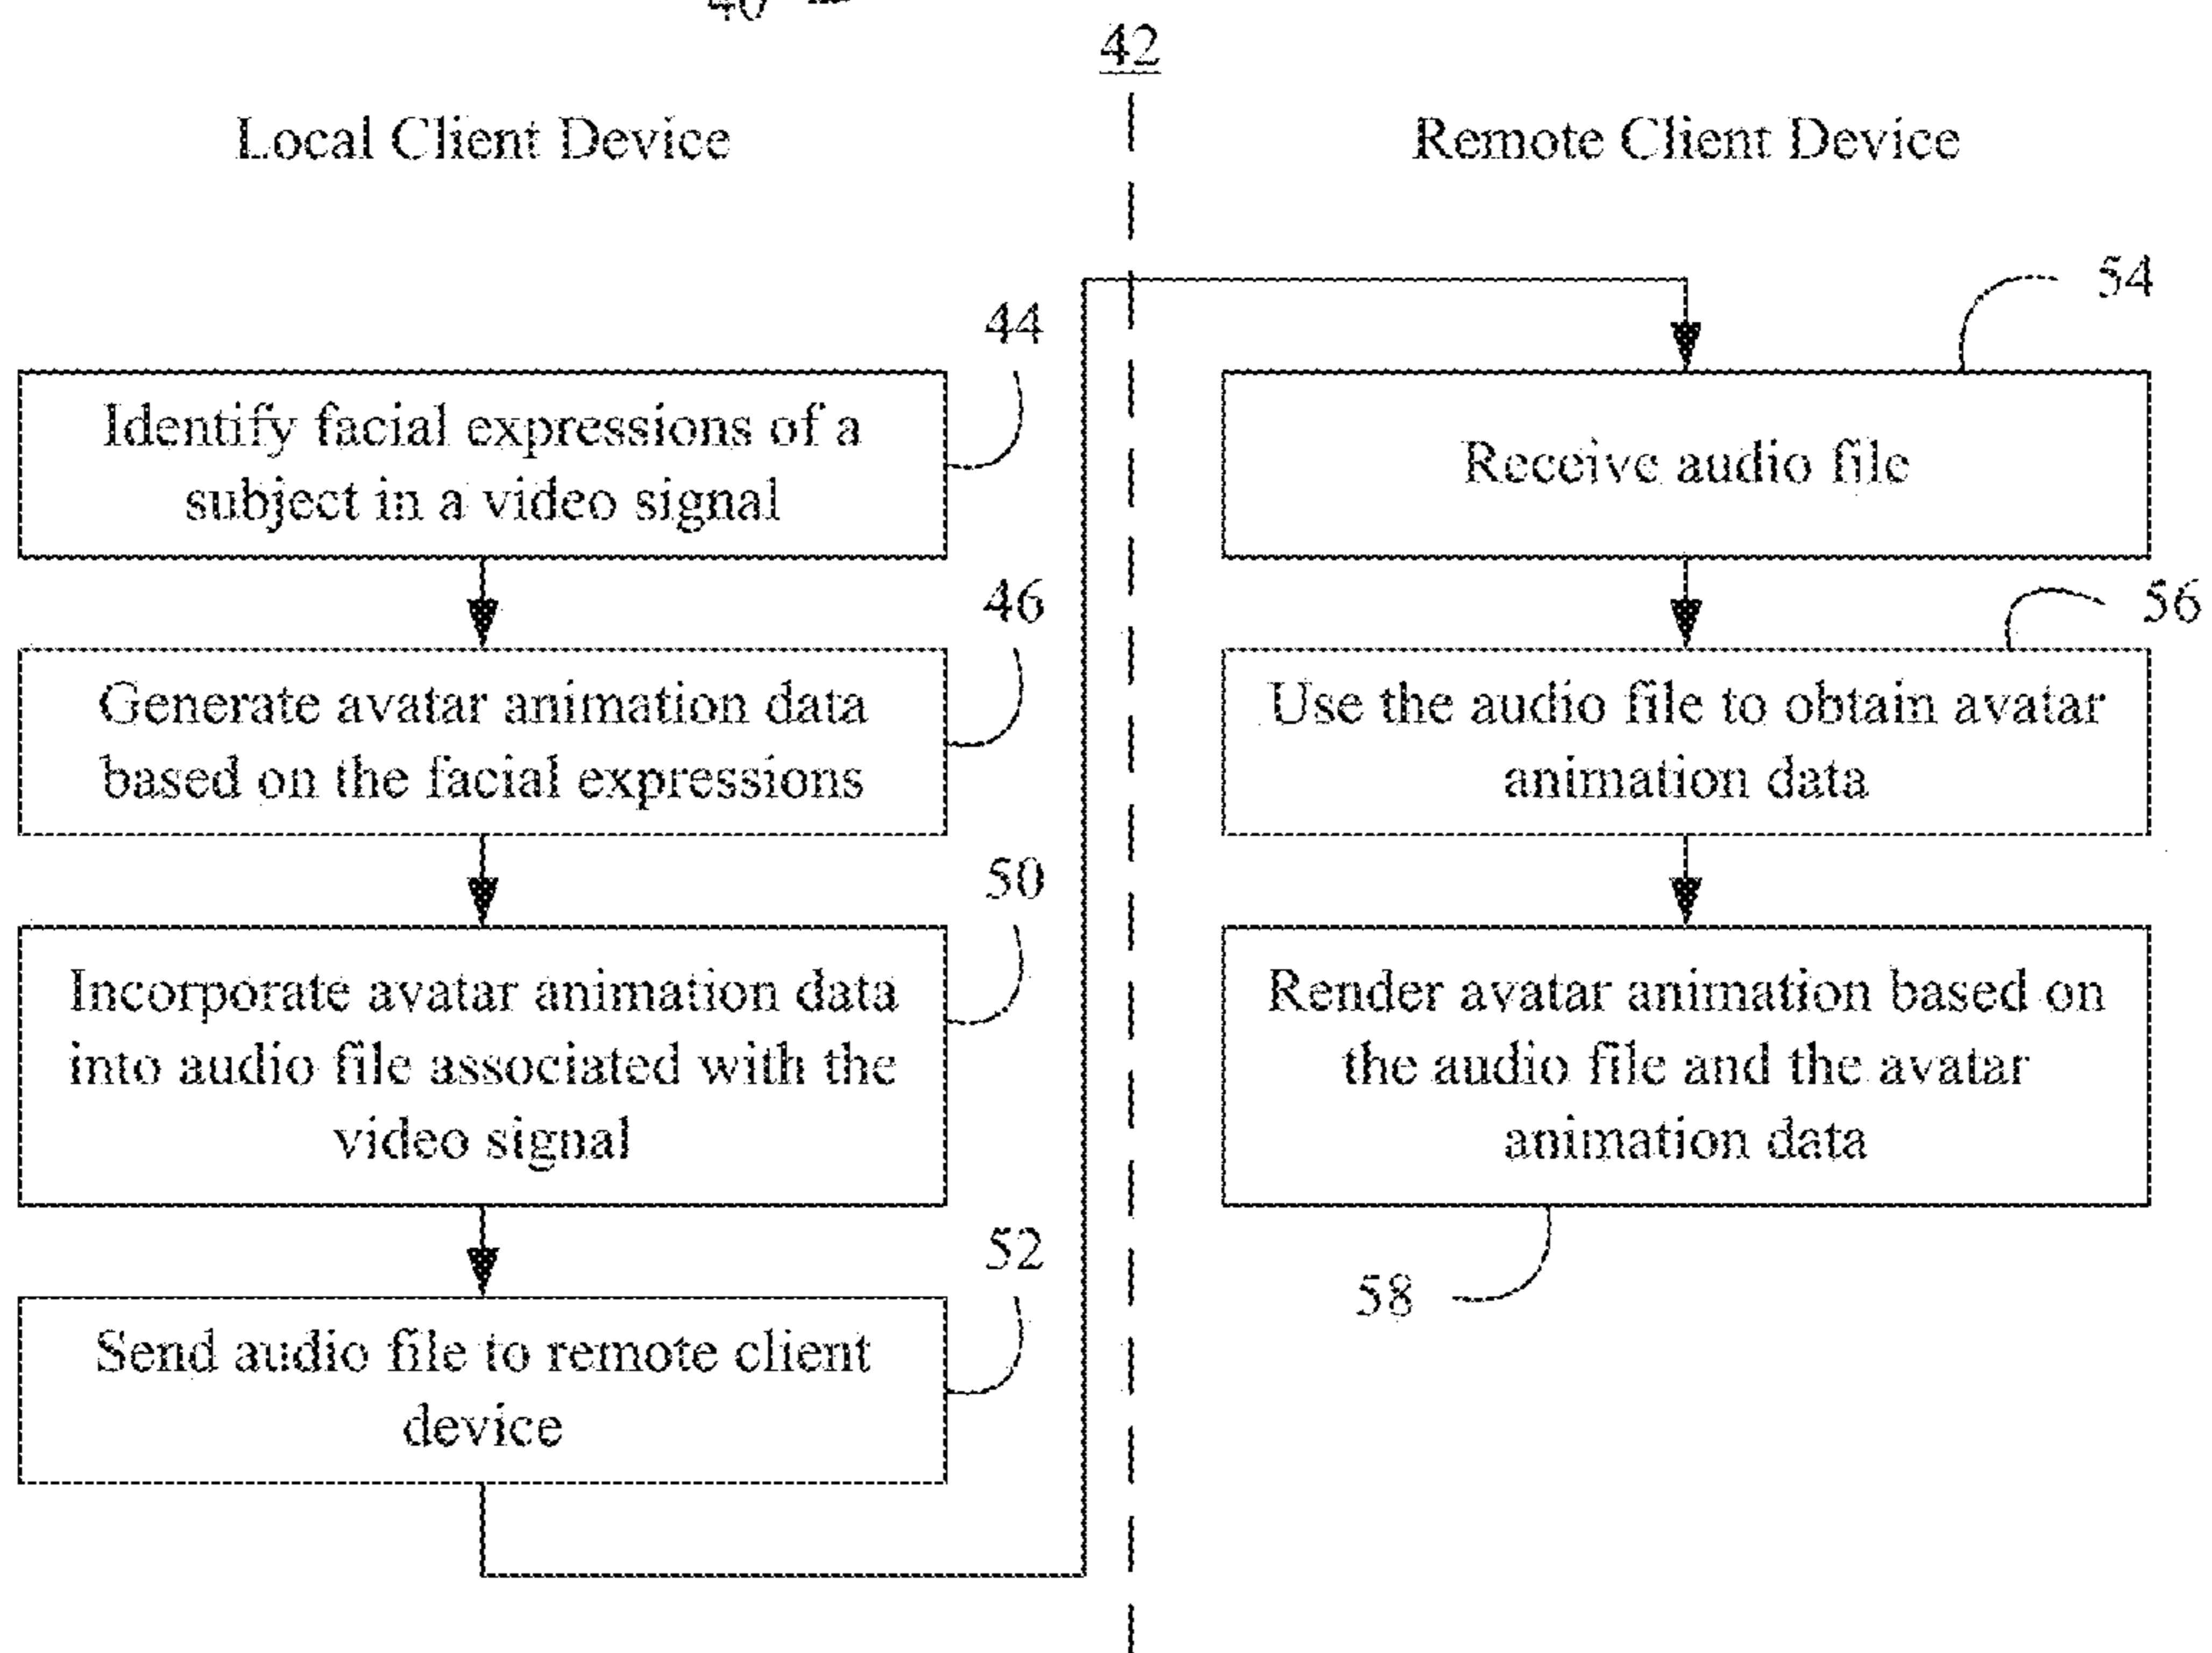 40
42
Local Client Device
Remote Client Device
44
Identify facial expressions of a
subject in a video signal
46
Generate avatar animation data
based on the facial expressions
50
Incorporate avatar animation data
into audio file associated with the
video signal
52
Send audio file to remote client
device
54
Receive audio file
56
Use the audio file to obtain avatar
animation data
Render avatar animation based on
the audio file and the avatar
animation data
58